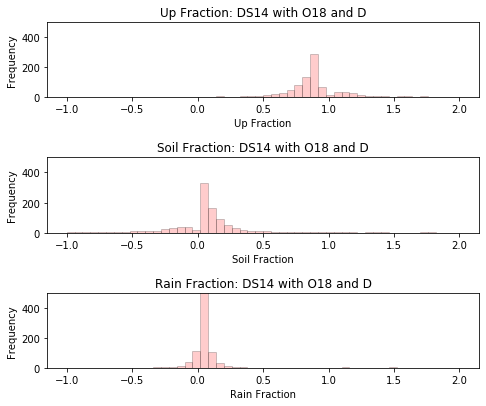 Up Fraction: DS14 with O18 and D
400
200
0
Frequency
−1.0 −0.5 0.0 0.5 1.0 1.5 2.0
Up Fraction
Soil Fraction: DS14 with O18 and D
400
200
0
Frequency
−1.0 −0.5 0.0 0.5 1.0 1.5 2.0
Soil Fraction
Rain Fraction: DS14 with O18 and D
400
200
0
Frequency
−1.0 −0.5 0.0 0.5 1.0 1.5 2.0
Rain Fraction